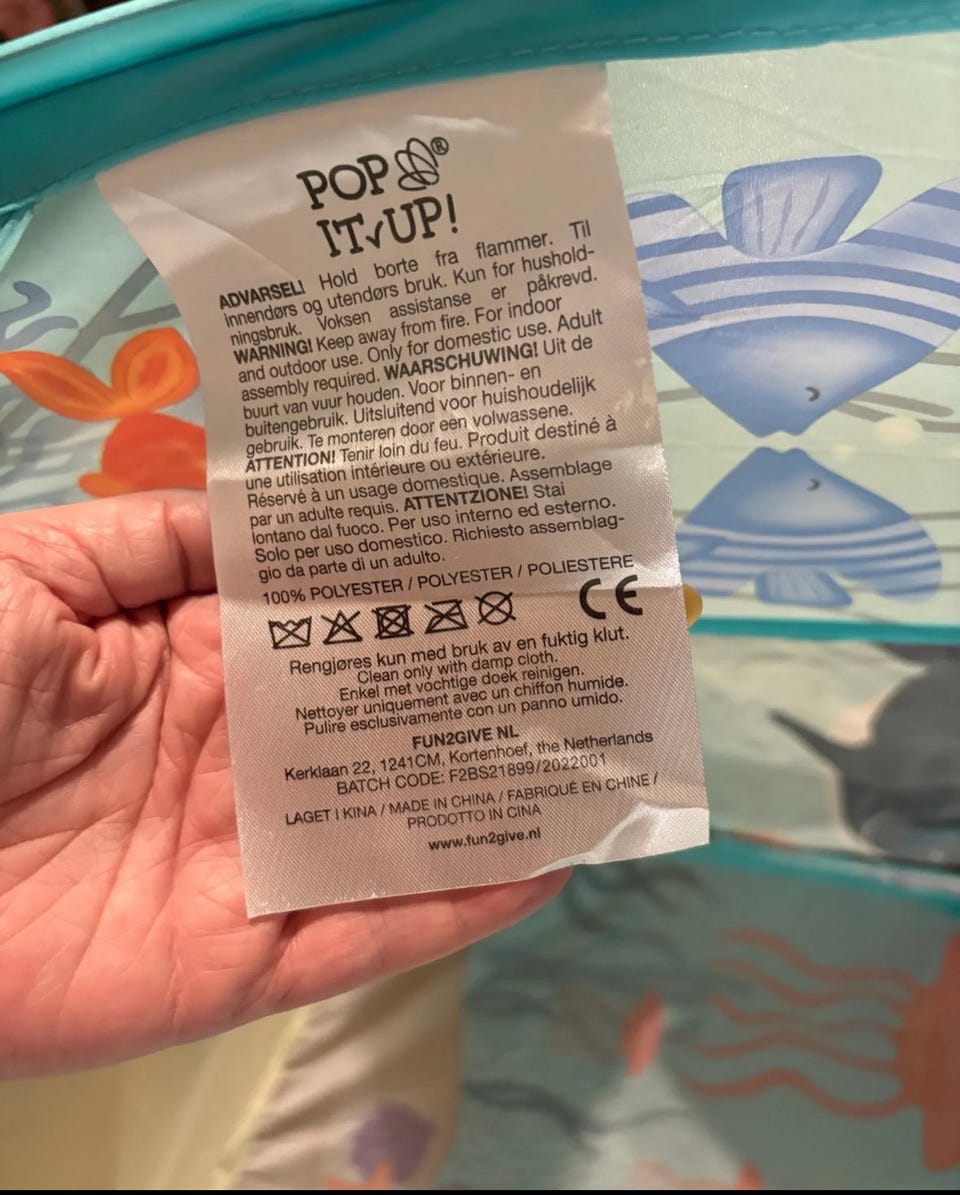 POP
IT✓UP!
®
ADVARSEL! Hold borte fra flammer. Til
innendørs og utendørs bruk. Kun for hushold-
ningsbruk. Voksen assistanse er påkrevd.
WARNING! Keep away from fire. For indoor
and outdoor use. Only for domestic use. Adult
assembly required. WAARSCHUWING! Uit de
buurt van vuur houden. Voor binnen- en
buitengebruik. Uitsluitend voor huishoudelijk
gebruik. Te monteren door een volwassene.
ATTENTION! Tenir loin du feu. Produit destiné à
une utilisation intérieure ou extérieure.
Réservé à un usage domestique. Assemblage
par un adulte requis. ATTENTZIONE! Stai
lontano dal fuoco. Per uso interno ed esterno.
Solo per uso domestico. Richiesto assemblag-
gio da parte di un adulto.
100% POLYESTER / POLYESTER / POLIESTERE
CE
Rengjøres kun med bruk av en fuktig klut.
Clean only with damp cloth.
Enkel met vochtige doek reinigen.
Nettoyer uniquement avec un chiffon humide.
Pulire esclusivamente con un panno umido.
FUN2GIVE NL
Kerklaan 22, 1241CM, Kortenhoef, the Netherlands
BATCH CODE: F2BS21899/2022001
LAGET I KINA / MADE IN CHINA / FABRIQUÉ EN CHINE /
PRODOTTO IN CINA
www.fun2give.nl